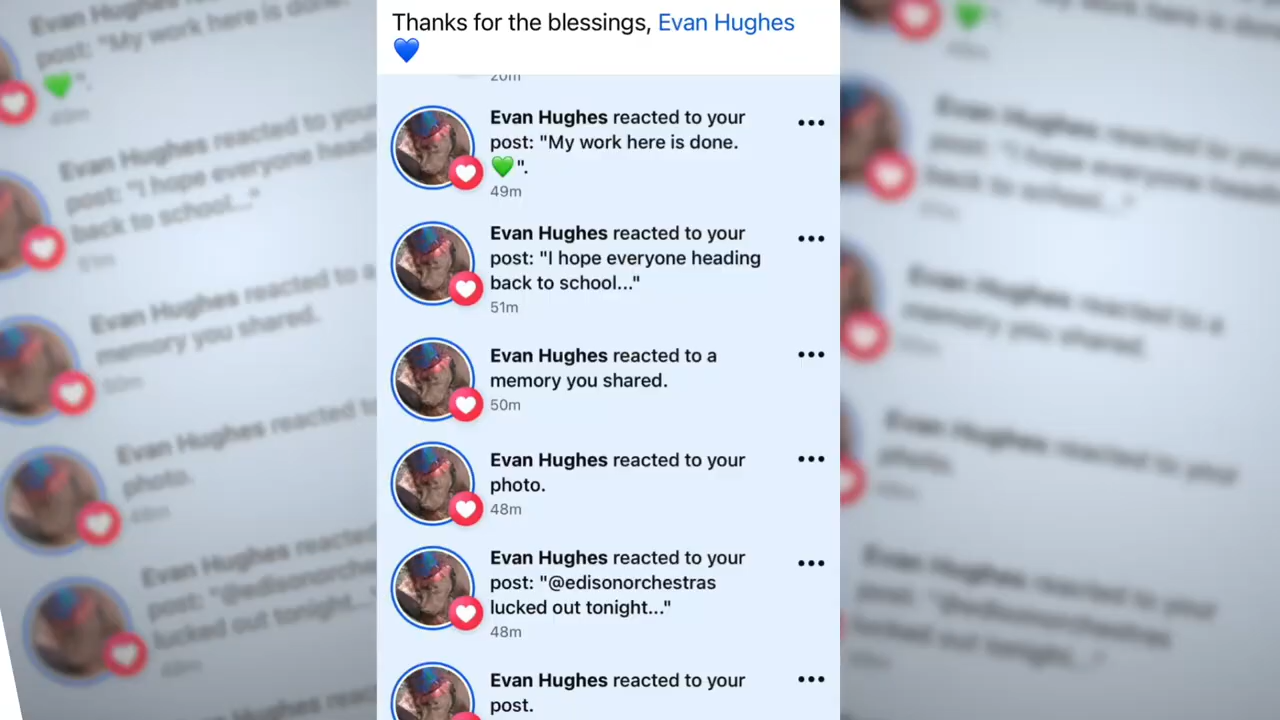 Thanks for the blessings, Evan Hughes
💙
20m
Evan Hughes reacted to your
post: "My work here is done.
💚".
49m
Evan Hughes reacted to your
post: "I hope everyone heading
back to school..."
51m
Evan Hughes reacted to a
memory you shared.
50m
Evan Hughes reacted to your
photo.
48m
Evan Hughes reacted to your
post: "@edisonorchestras
lucked out tonight..."
48m
Evan Hughes reacted to your
post.